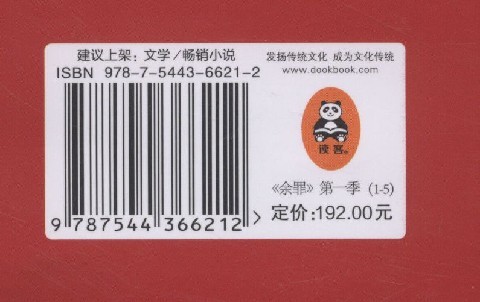 建议上架：文学／畅销小说
ISBN 978-7-5443-6621-2
9 787544 366212 >
发扬传统文化 成为文化传统
www.dookbook.com
读客®
《余罪》第一季 (1-5)
定价:192.00元